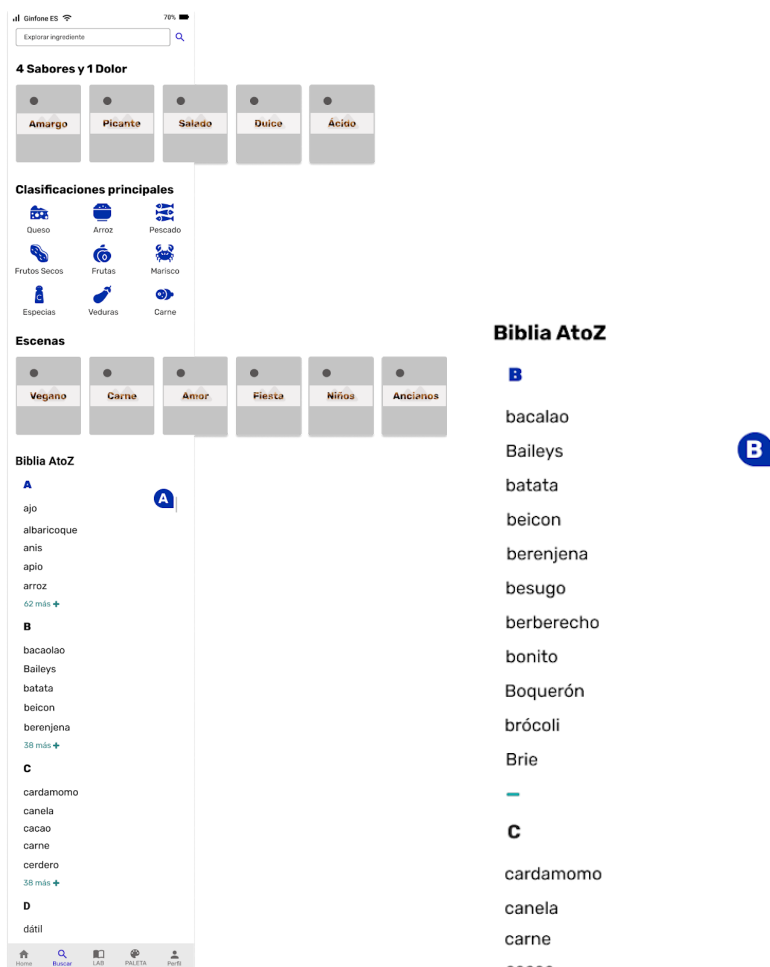 Ginfone ES 70%
Explorar ingrediente
4 Sabores y 1 Dolor
Amargo Picante Salado Dulce Ácido
Clasificaciones principales
Queso Arroz Pescado
Frutos Secos Frutas Marisco
C
Especias Veduras Carne
Escenas
Vegano Carne Amor Fiesta Niños Ancianos
Biblia AtoZ
A
A
ajo
albaricoque
anis
apio
arroz
62 más +
B
bacaolao
Baileys
batata
beicon
berenjena
38 más +
C
cardamomo
canela
cacao
carne
cerdero
38 más +
D
dátil
Home Buscar LAB PALETA Perfil
Biblia AtoZ
B
bacalao
B
Baileys
batata
beicon
berenjena
besugo
berberecho
bonito
Boquerón
brócoli
Brie
C
cardamomo
canela
carne